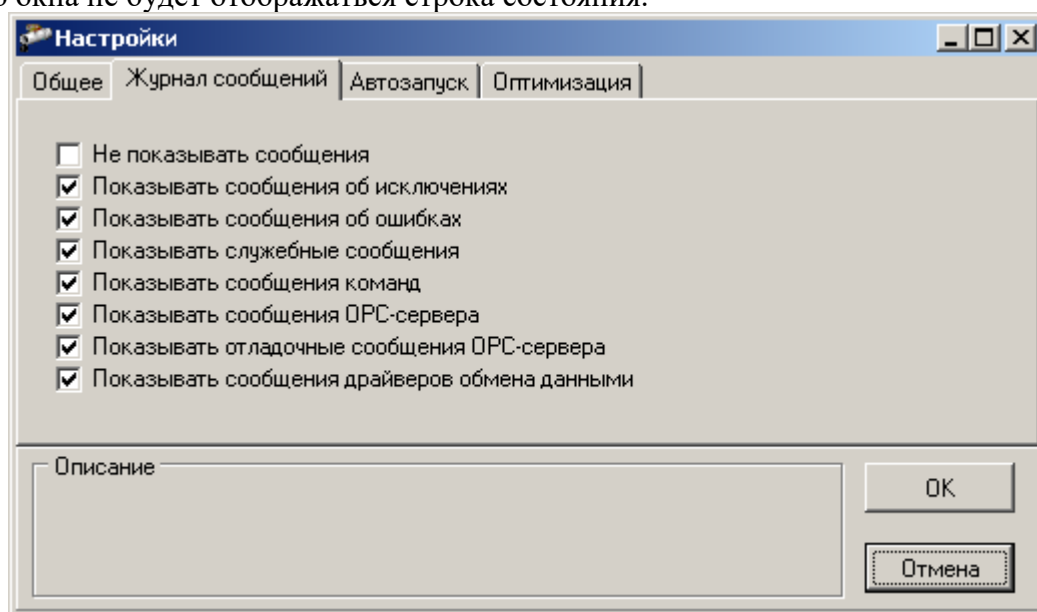 окна не будет отображаться строка состояния.
Настройки
Общее Журнал сообщений Автозапуск Оптимизация
Не показывать сообщения
Показывать сообщения об исключениях
Показывать сообщения об ошибках
Показывать служебные сообщения
Показывать сообщения команд
Показывать сообщения OPC-сервера
Показывать отладочные сообщения OPC-сервера
Показывать сообщения драйверов обмена данными
Описание
OK
Отмена